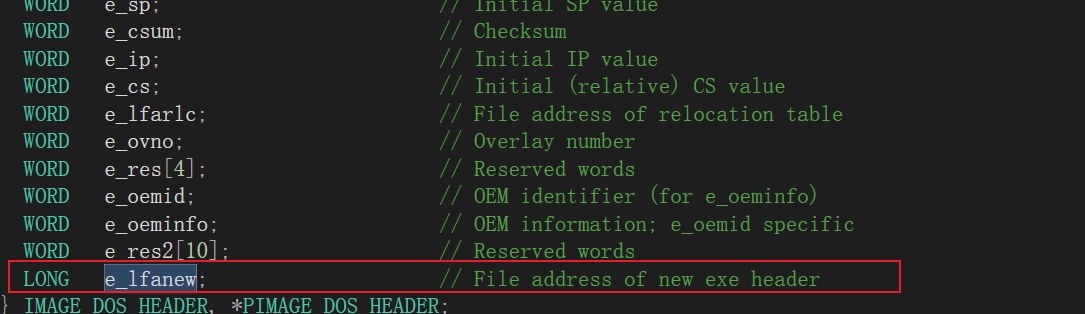 WORD   e_sp;                    // Initial SP value
WORD   e_csum;                  // Checksum
WORD   e_ip;                    // Initial IP value
WORD   e_cs;                    // Initial (relative) CS value
WORD   e_lfarlc;                // File address of relocation table
WORD   e_ovno;                  // Overlay number
WORD   e_res[4];                // Reserved words
WORD   e_oemid;                 // OEM identifier (for e_oeminfo)
WORD   e_oeminfo;               // OEM information; e_oemid specific
WORD   e_res2[10];              // Reserved words
LONG   e_lfanew;                // File address of new exe header
} IMAGE_DOS_HEADER, *PIMAGE_DOS_HEADER;